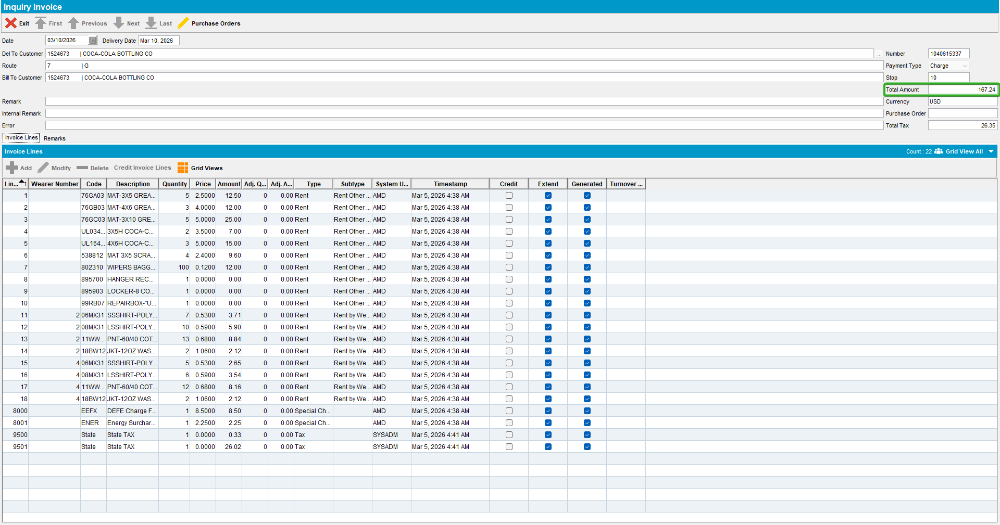 Inquiry Invoice
Exit First Previous Next Last Purchase Orders
Date 03/10/2026 16 Delivery Date Mar 10, 2026
Del To Customer 1524673 | COCA-COLA BOTTLING CO ... Number 1040615337
Route 7 | G Payment Type Charge
Bill To Customer 1524673 | COCA-COLA BOTTLING CO Stop 10
Total Amount 167.24
Remark Currency USD
Internal Remark Purchase Order
Error Total Tax 26.35
Invoice Lines Remarks
Invoice Lines Count : 22 Grid View All
Add Modify Delete Credit Invoice Lines Grid Views
Lin... 1 Wearer Number Code Description Quantity Price Amount Adj. Q... Adj. A... Type Subtype System U... Timestamp Credit Extend Generated Turnover ...
1 76GA03 MAT-3X5 GREA... 5 2.5000 12.50 0 0.00 Rent Rent Other ... AMD Mar 5, 2026 4:38 AM
2 76GB03 MAT-4X6 GREA... 3 4.0000 12.00 0 0.00 Rent Rent Other ... AMD Mar 5, 2026 4:38 AM
3 76GC03 MAT-3X10 GRE... 5 5.0000 25.00 0 0.00 Rent Rent Other ... AMD Mar 5, 2026 4:38 AM
4 UL034... 3X5H COCA-C... 2 3.5000 7.00 0 0.00 Rent Rent Other ... AMD Mar 5, 2026 4:38 AM
5 UL164... 4X6H COCA-C... 3 5.0000 15.00 0 0.00 Rent Rent Other ... AMD Mar 5, 2026 4:38 AM
6 538812 MAT 3X5 SCRA... 4 2.4000 9.60 0 0.00 Rent Rent Other ... AMD Mar 5, 2026 4:38 AM
7 802310 WIPERS BAGG... 100 0.1200 12.00 0 0.00 Rent Rent Other ... AMD Mar 5, 2026 4:38 AM
8 895700 HANGER REC... 1 0.0000 0.00 0 0.00 Rent Rent Other ... AMD Mar 5, 2026 4:38 AM
9 895903 LOCKER-8 CO... 1 0.0000 0.00 0 0.00 Rent Rent Other ... AMD Mar 5, 2026 4:38 AM
10 99RB07 REPAIRBOX-"U... 1 0.0000 0.00 0 0.00 Rent Rent Other ... AMD Mar 5, 2026 4:38 AM
11 2 06MX31 SSSHIRT-POLY... 7 0.5300 3.71 0 0.00 Rent Rent by We... AMD Mar 5, 2026 4:38 AM
12 2 08MX31 LSSHIRT-POLY... 10 0.5900 5.90 0 0.00 Rent Rent by We... AMD Mar 5, 2026 4:38 AM
13 2 11WW... PNT-60/40 COT... 13 0.6800 8.84 0 0.00 Rent Rent by We... AMD Mar 5, 2026 4:38 AM
14 2 18BW12 JKT-12OZ WAS... 2 1.0600 2.12 0 0.00 Rent Rent by We... AMD Mar 5, 2026 4:38 AM
15 4 06MX31 SSSHIRT-POLY... 5 0.5300 2.65 0 0.00 Rent Rent by We... AMD Mar 5, 2026 4:38 AM
16 4 08MX31 LSSHIRT-POLY... 6 0.5900 3.54 0 0.00 Rent Rent by We... AMD Mar 5, 2026 4:38 AM
17 4 11WW... PNT-60/40 COT... 12 0.6800 8.16 0 0.00 Rent Rent by We... AMD Mar 5, 2026 4:38 AM
18 4 18BW12 JKT-12OZ WAS... 2 1.0600 2.12 0 0.00 Rent Rent by We... AMD Mar 5, 2026 4:38 AM
8000 EEFX DEFE Charge F... 1 8.5000 8.50 0 0.00 Special Ch... AMD Mar 5, 2026 4:38 AM
8001 ENER Energy Surchar... 1 2.2500 2.25 0 0.00 Special Ch... AMD Mar 5, 2026 4:38 AM
9500 State State TAX 1 0.0000 0.33 0 0.00 Tax SYSADM Mar 5, 2026 4:41 AM
9501 State State TAX 1 0.0000 26.02 0 0.00 Tax SYSADM Mar 5, 2026 4:41 AM